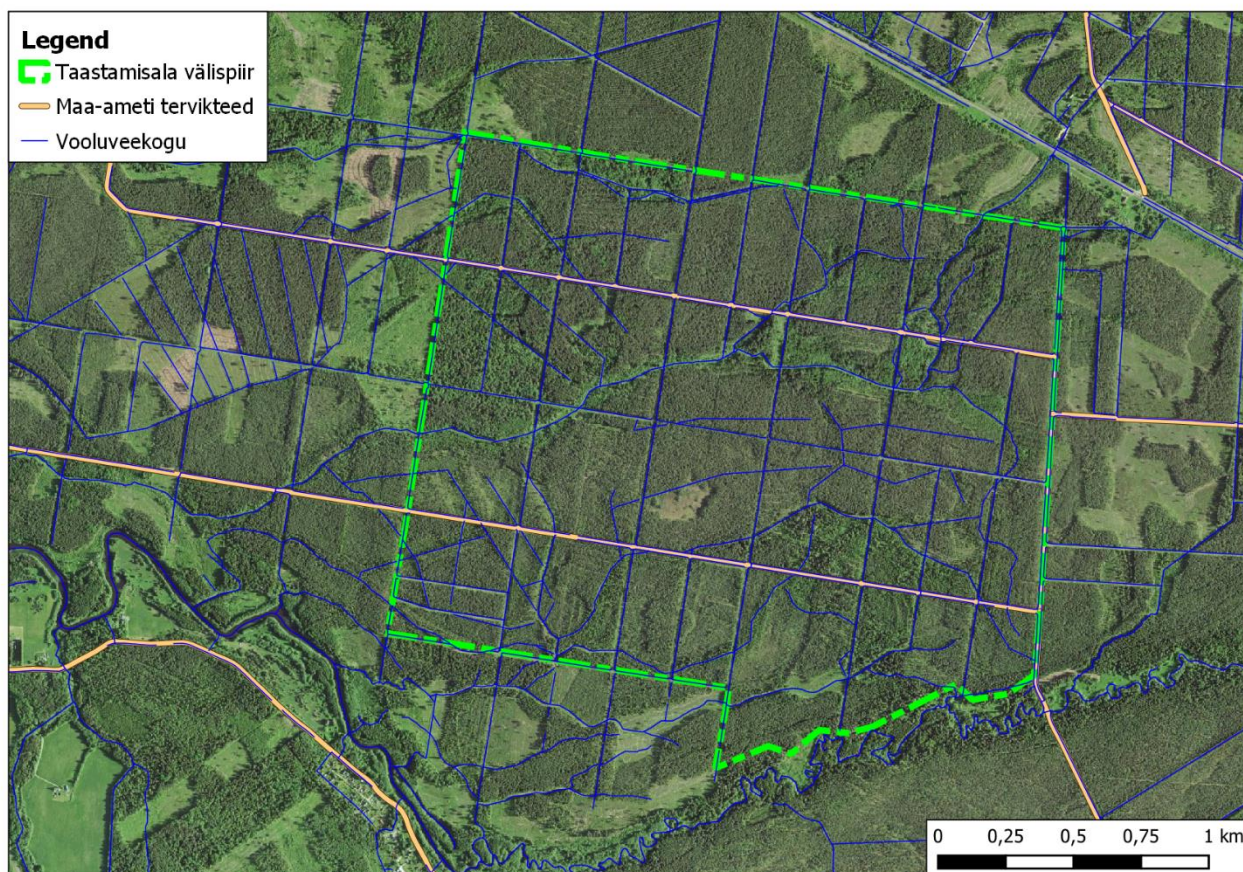 Legend
Taastamisala välispiir
Maa-ameti tervikteed
Vooluveekogu
0 0,25 0,5 0,75 1 km